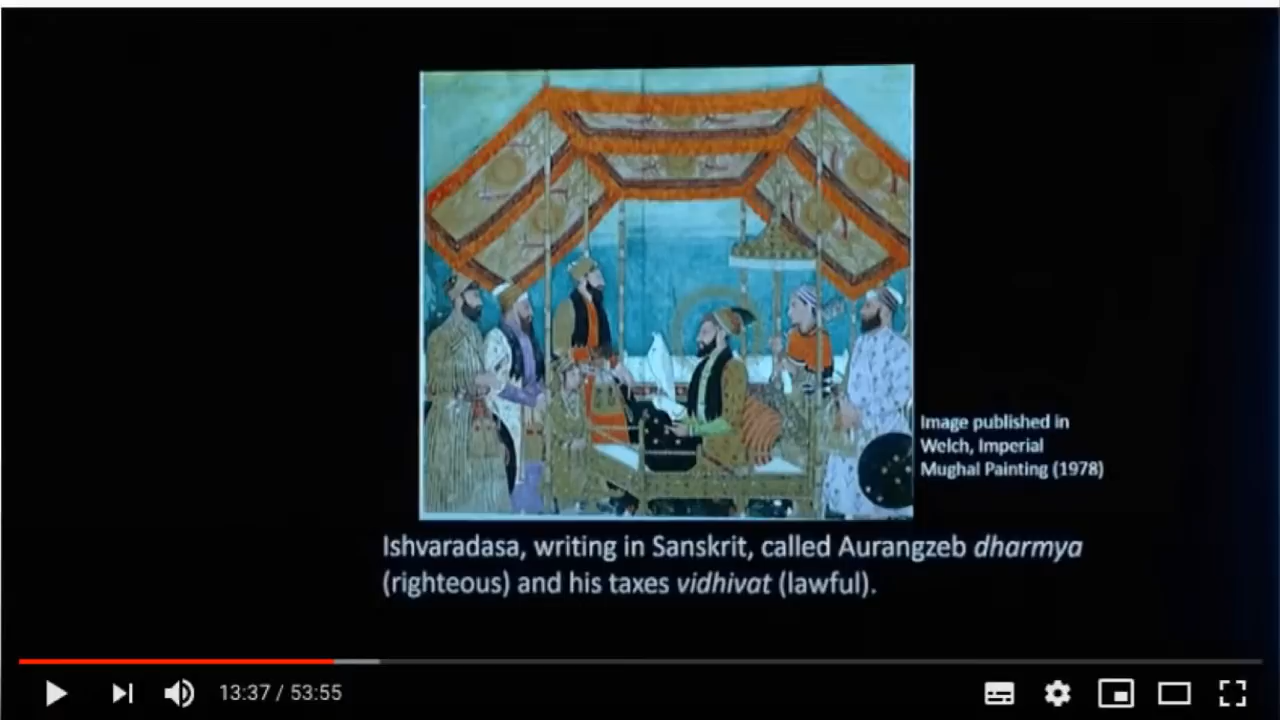 Image published in
Welch, Imperial
Mughal Painting (1978)
Ishvaradasa, writing in Sanskrit, called Aurangzeb dharmya
(righteous) and his taxes vidhivat (lawful).
13:37 / 53:55